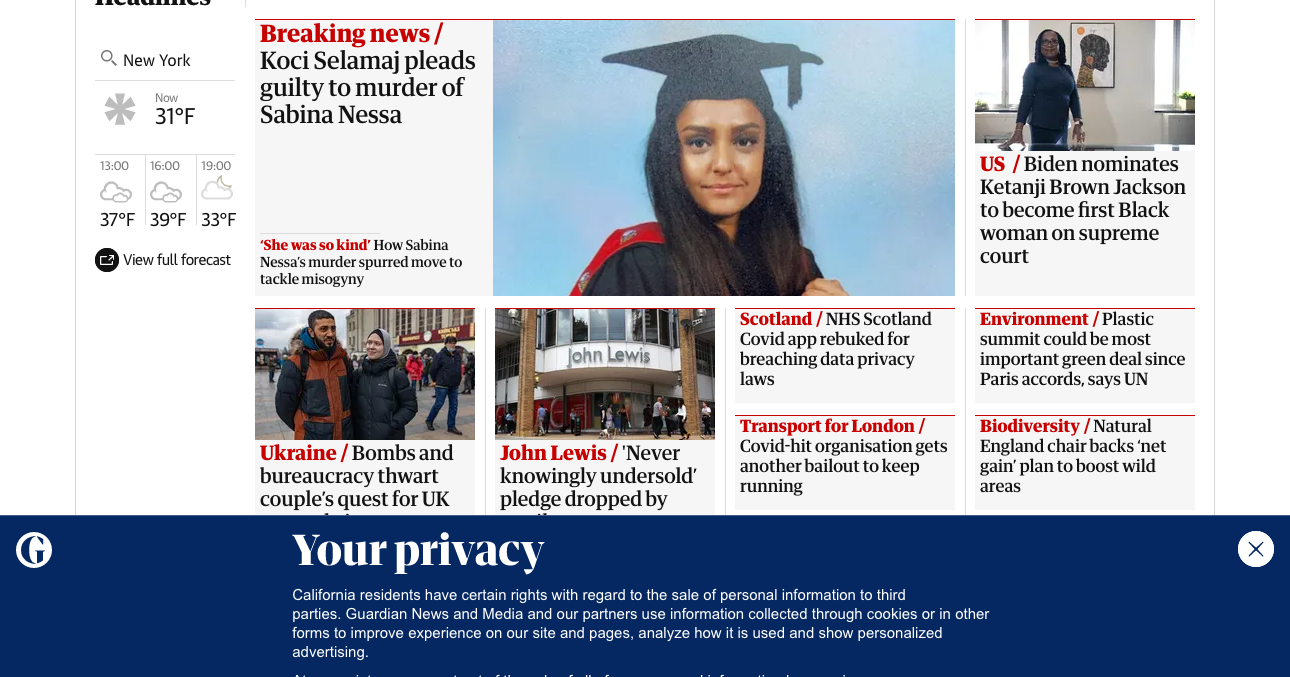 Headlines
New York
Now
31°F
13:00
16:00
19:00
37°F
39°F
33°F
View full forecast
Breaking news /
Koci Selamaj pleads
guilty to murder of
Sabina Nessa
‘She was so kind’ How Sabina
Nessa’s murder spurred move to
tackle misogyny
US / Biden nominates
Ketanji Brown Jackson
to become first Black
woman on supreme
court
Ukraine / Bombs and
bureaucracy thwart
couple’s quest for UK
John Lewis
John Lewis / 'Never
knowingly undersold’
pledge dropped by
Scotland / NHS Scotland
Covid app rebuked for
breaching data privacy
laws
Transport for London /
Covid-hit organisation gets
another bailout to keep
running
Environment / Plastic
summit could be most
important green deal since
Paris accords, says UN
Biodiversity / Natural
England chair backs ‘net
gain’ plan to boost wild
areas
Your privacy
California residents have certain rights with regard to the sale of personal information to third
parties. Guardian News and Media and our partners use information collected through cookies or in other
forms to improve experience on our site and pages, analyze how it is used and show personalized
advertising.